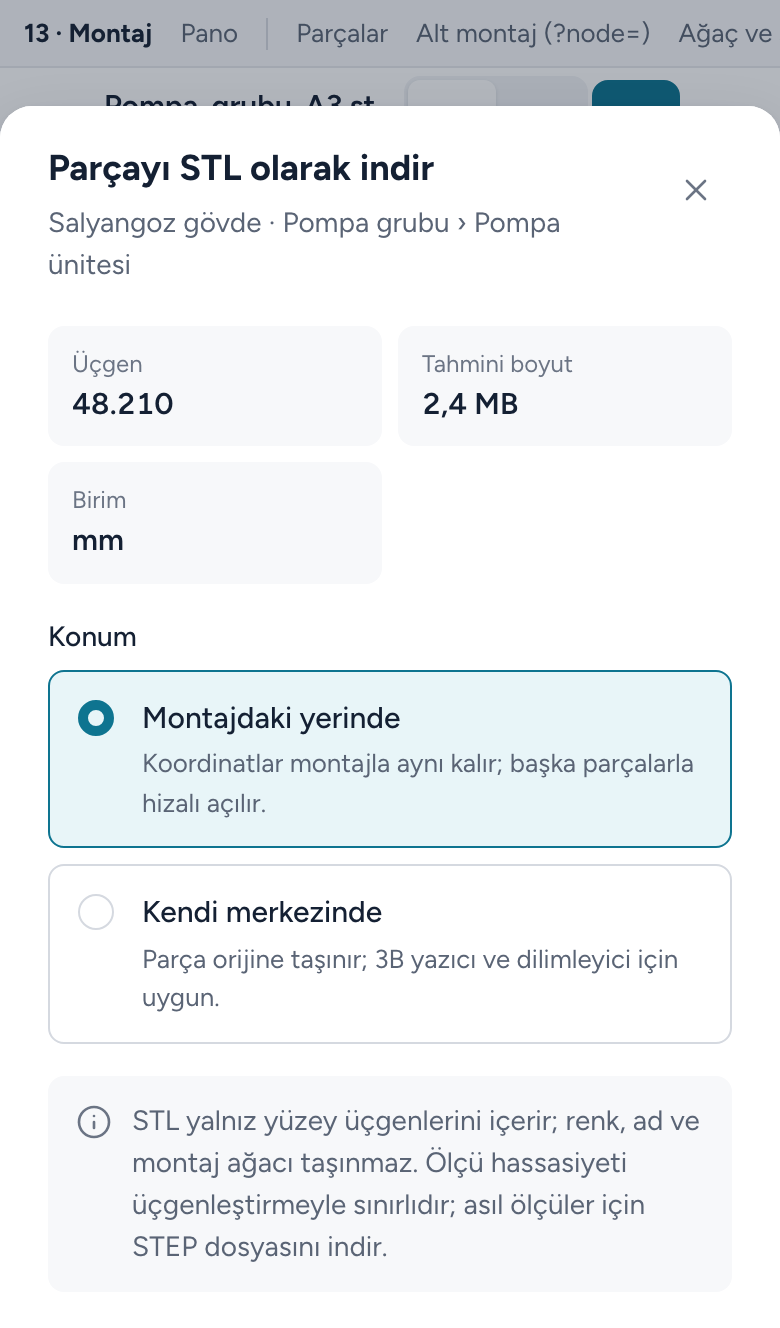 13 · Montaj Pano Parçalar Alt montaj (?node=) Ağaç ve
Pompa_grubu_A3.st
Parçayı STL olarak indir
Salyangoz gövde · Pompa grubu › Pompa
ünitesi
Üçgen
48.210
Tahmini boyut
2,4 MB
Birim
mm
Konum
Montajdaki yerinde
Koordinatlar montajla aynı kalır; başka parçalarla
hizalı açılır.
Kendi merkezinde
Parça orijine taşınır; 3B yazıcı ve dilimleyici için
uygun.
STL yalnız yüzey üçgenlerini içerir; renk, ad ve
montaj ağacı taşınmaz. Ölçü hassasiyeti
üçgenleştirmeyle sınırlıdır; asıl ölçüler için
STEP dosyasını indir.